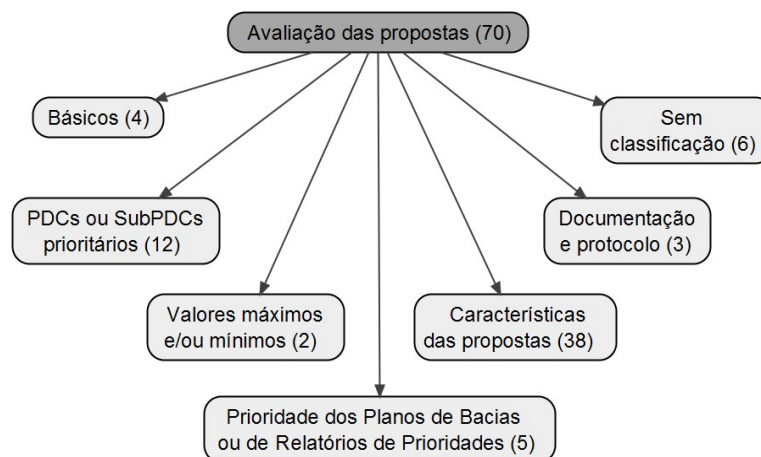 Avaliação das propostas (70)
Básicos (4)
Sem
classificação (6)
PDCs ou SubPDCs
prioritários (12)
Documentação
e protocolo (3)
Valores máximos
e/ou mínimos (2)
Características
das propostas (38)
Prioridade dos Planos de Bacias
ou de Relatórios de Prioridades (5)